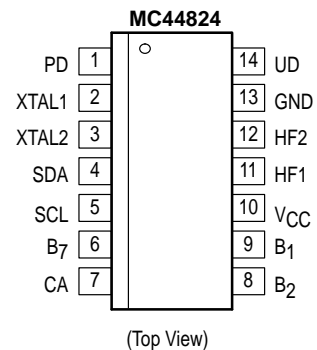 MC44824
PD 1 14 UD
XTAL1 2 13 GND
XTAL2 3 12 HF2
SDA 4 11 HF1
SCL 5 10 VCC
B7 6 9 B1
CA 7 8 B2
(Top View)